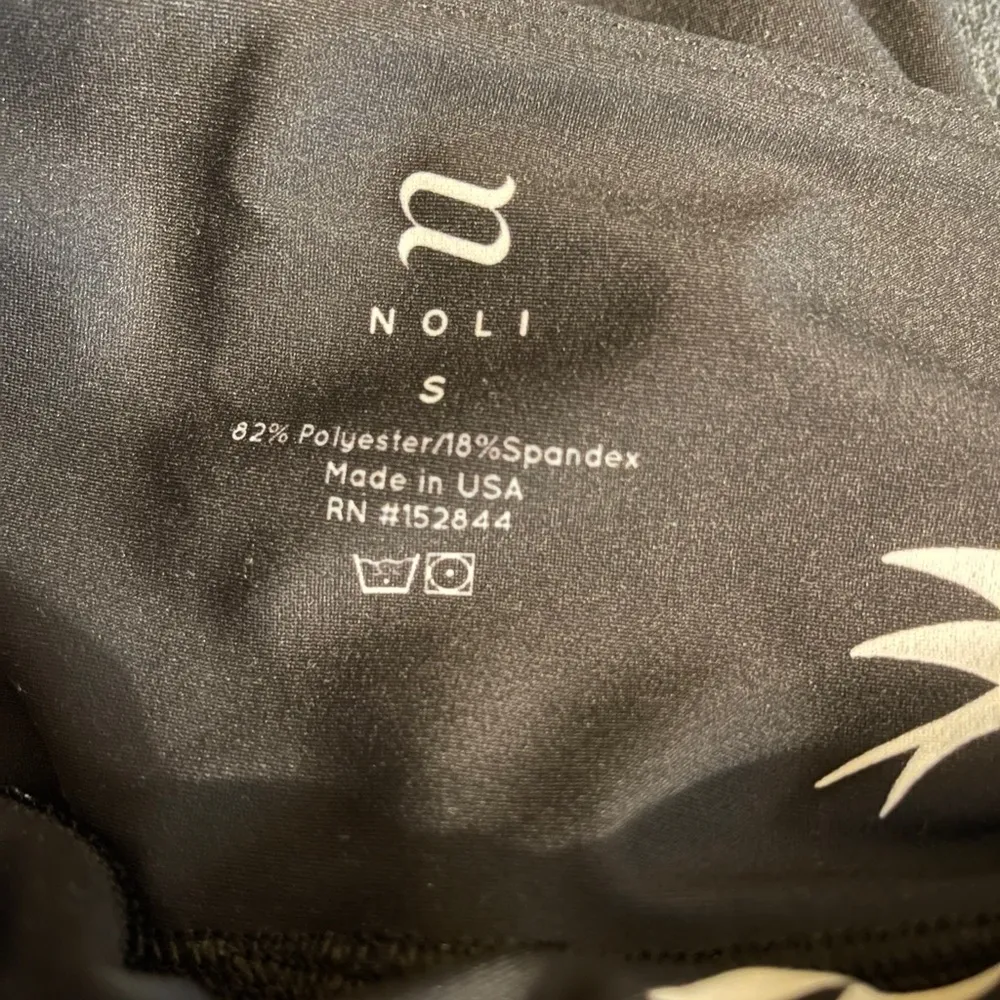 NOLI
S
82% Polyester/18%Spandex
Made in USA
RN #152844